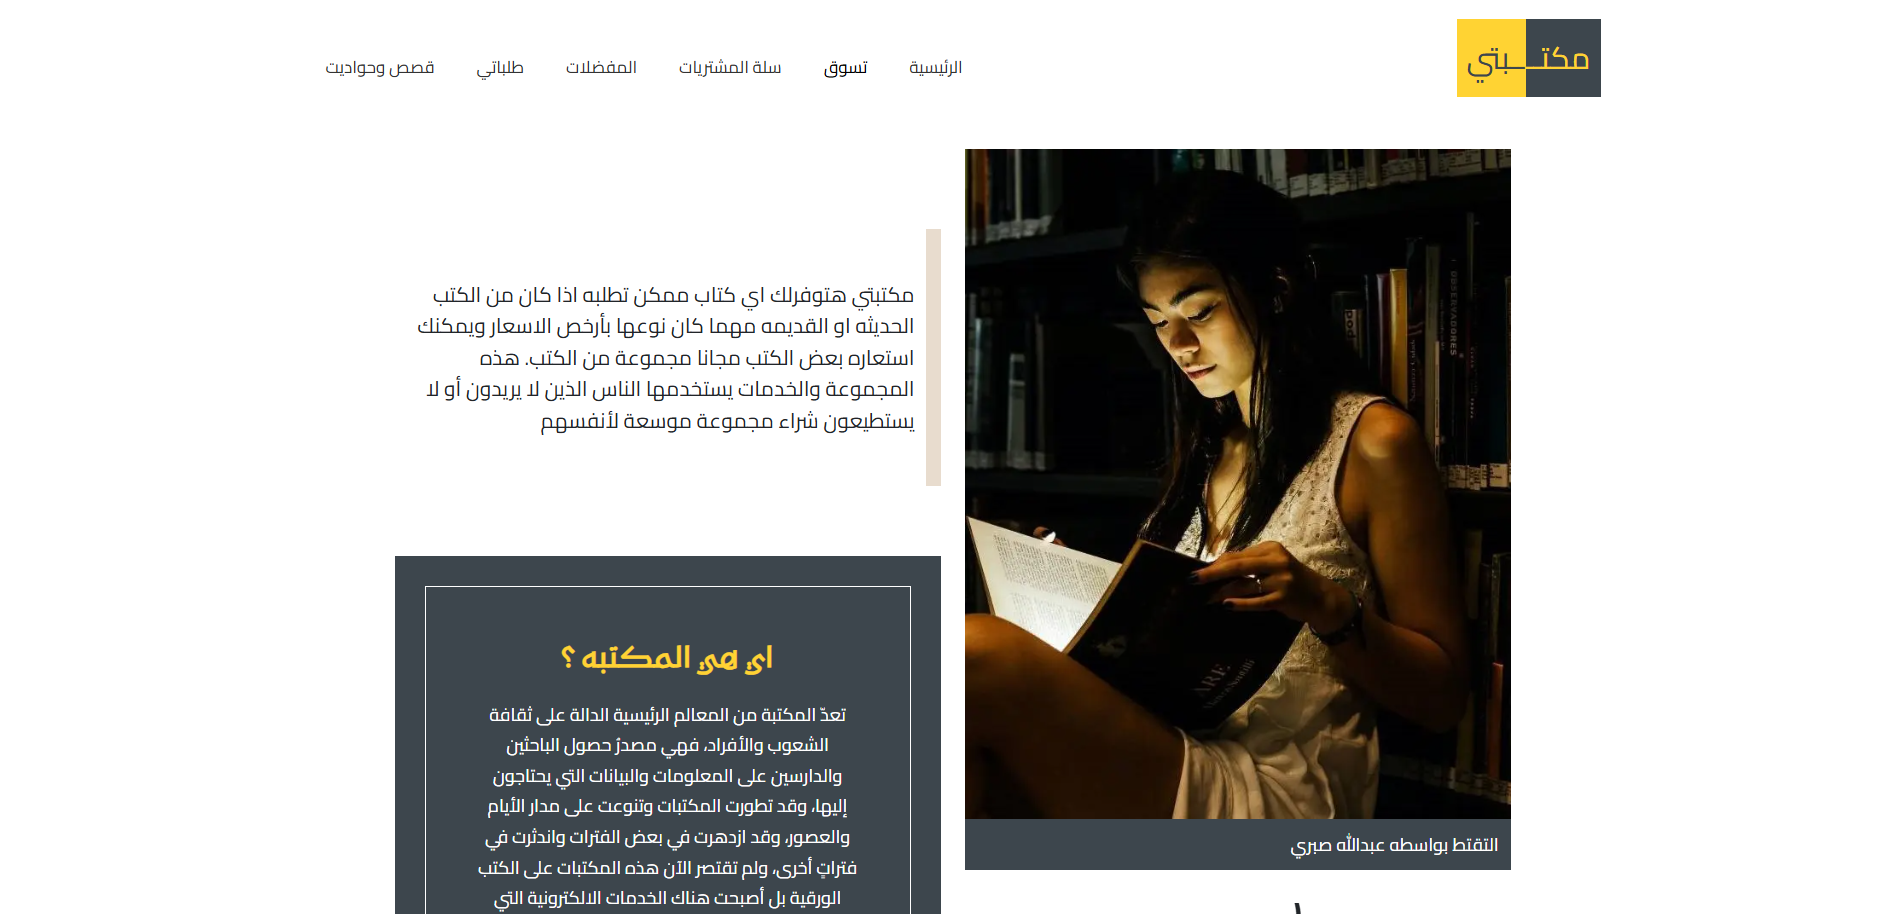 مكتـــبتي
الرئيسية
تسوق
سلة المشتريات
المفضلات
طلباتي
قصص وحواديت
مكتبتي هتوفرلك اي كتاب ممكن تطلبه اذا كان من الكتب
الحديثه او القديمه مهما كان نوعها بأرخص الاسعار ويمكنك
استعاره بعض الكتب مجانا مجموعة من الكتب. هذه
المجموعة والخدمات يستخدمها الناس الذين لا يريدون أو لا
يستطيعون شراء مجموعة موسعة لأنفسهم
OBSERVADORES
التقتط بواسطه عبدالله صبري
اي هي المكتبه ؟
تعدّ المكتبة من المعالم الرئيسية الدالة على ثقافة
الشعوب والأفراد، فهي مصدرُ حصول الباحثين
والدارسين على المعلومات والبيانات التي يحتاجون
إليها، وقد تطورت المكتبات وتنوعت على مدار الأيام
والعصور، وقد ازدهرت في بعض الفترات واندثرت في
فتراتٍ أخرى، ولم تقتصر الآن هذه المكتبات على الكتب
الورقية بل أصبحت هناك الخدمات الالكترونية التي